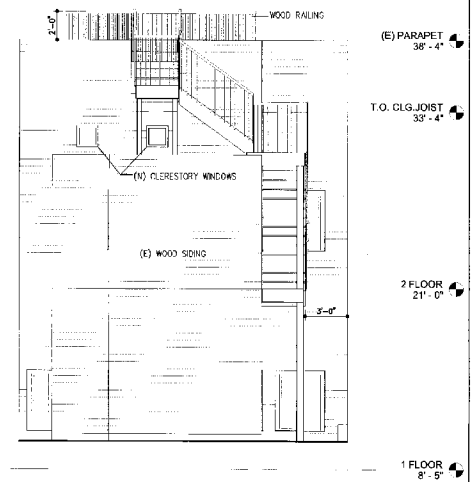 WOOD RAILING
2'-0"
(E) PARAPET
38' - 4"
T.O. CLG.JOIST
33' - 4"
(N) CLERESTORY WINDOWS
(E) WOOD SIDING
2 FLOOR
21' - 0"
3'-0"
1 FLOOR
8' - 5"